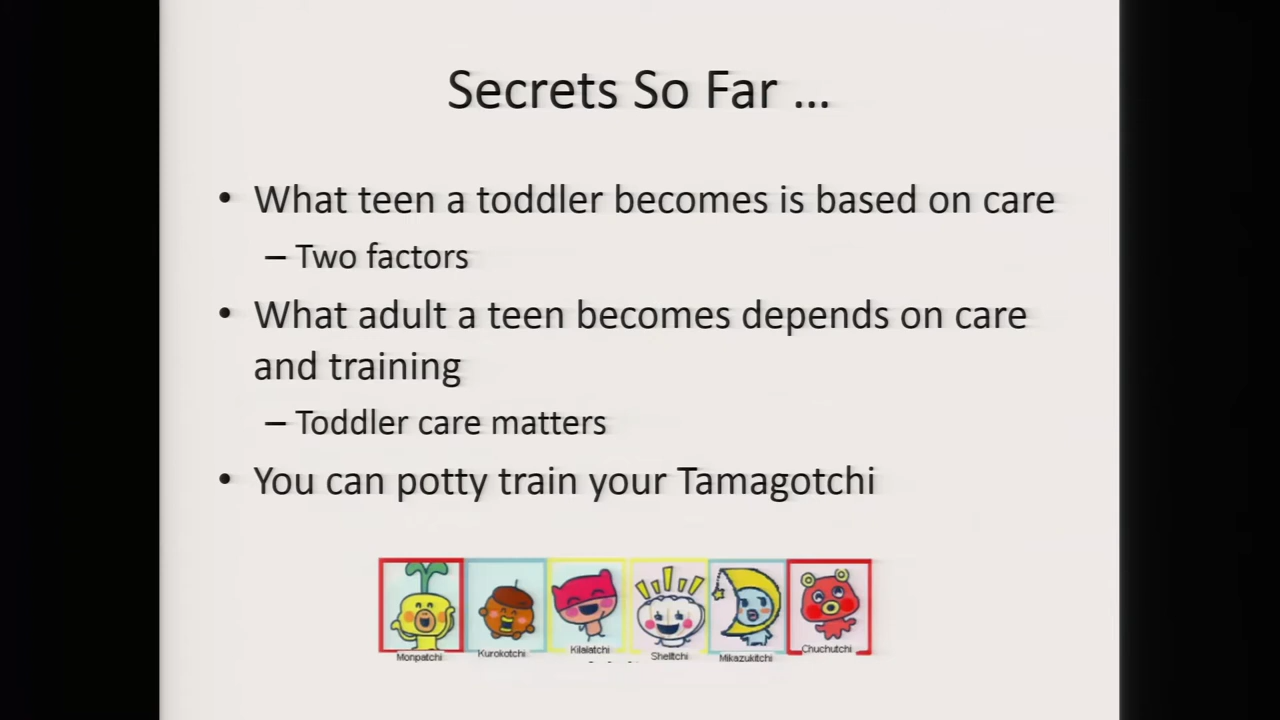 Secrets So Far ...
• What teen a toddler becomes is based on care
– Two factors
• What adult a teen becomes depends on care
and training
– Toddler care matters
• You can potty train your Tamagotchi
Monpatchi Kurokotchi Kilalatchi Shelltchi Mikazukitchi Chuchutchi